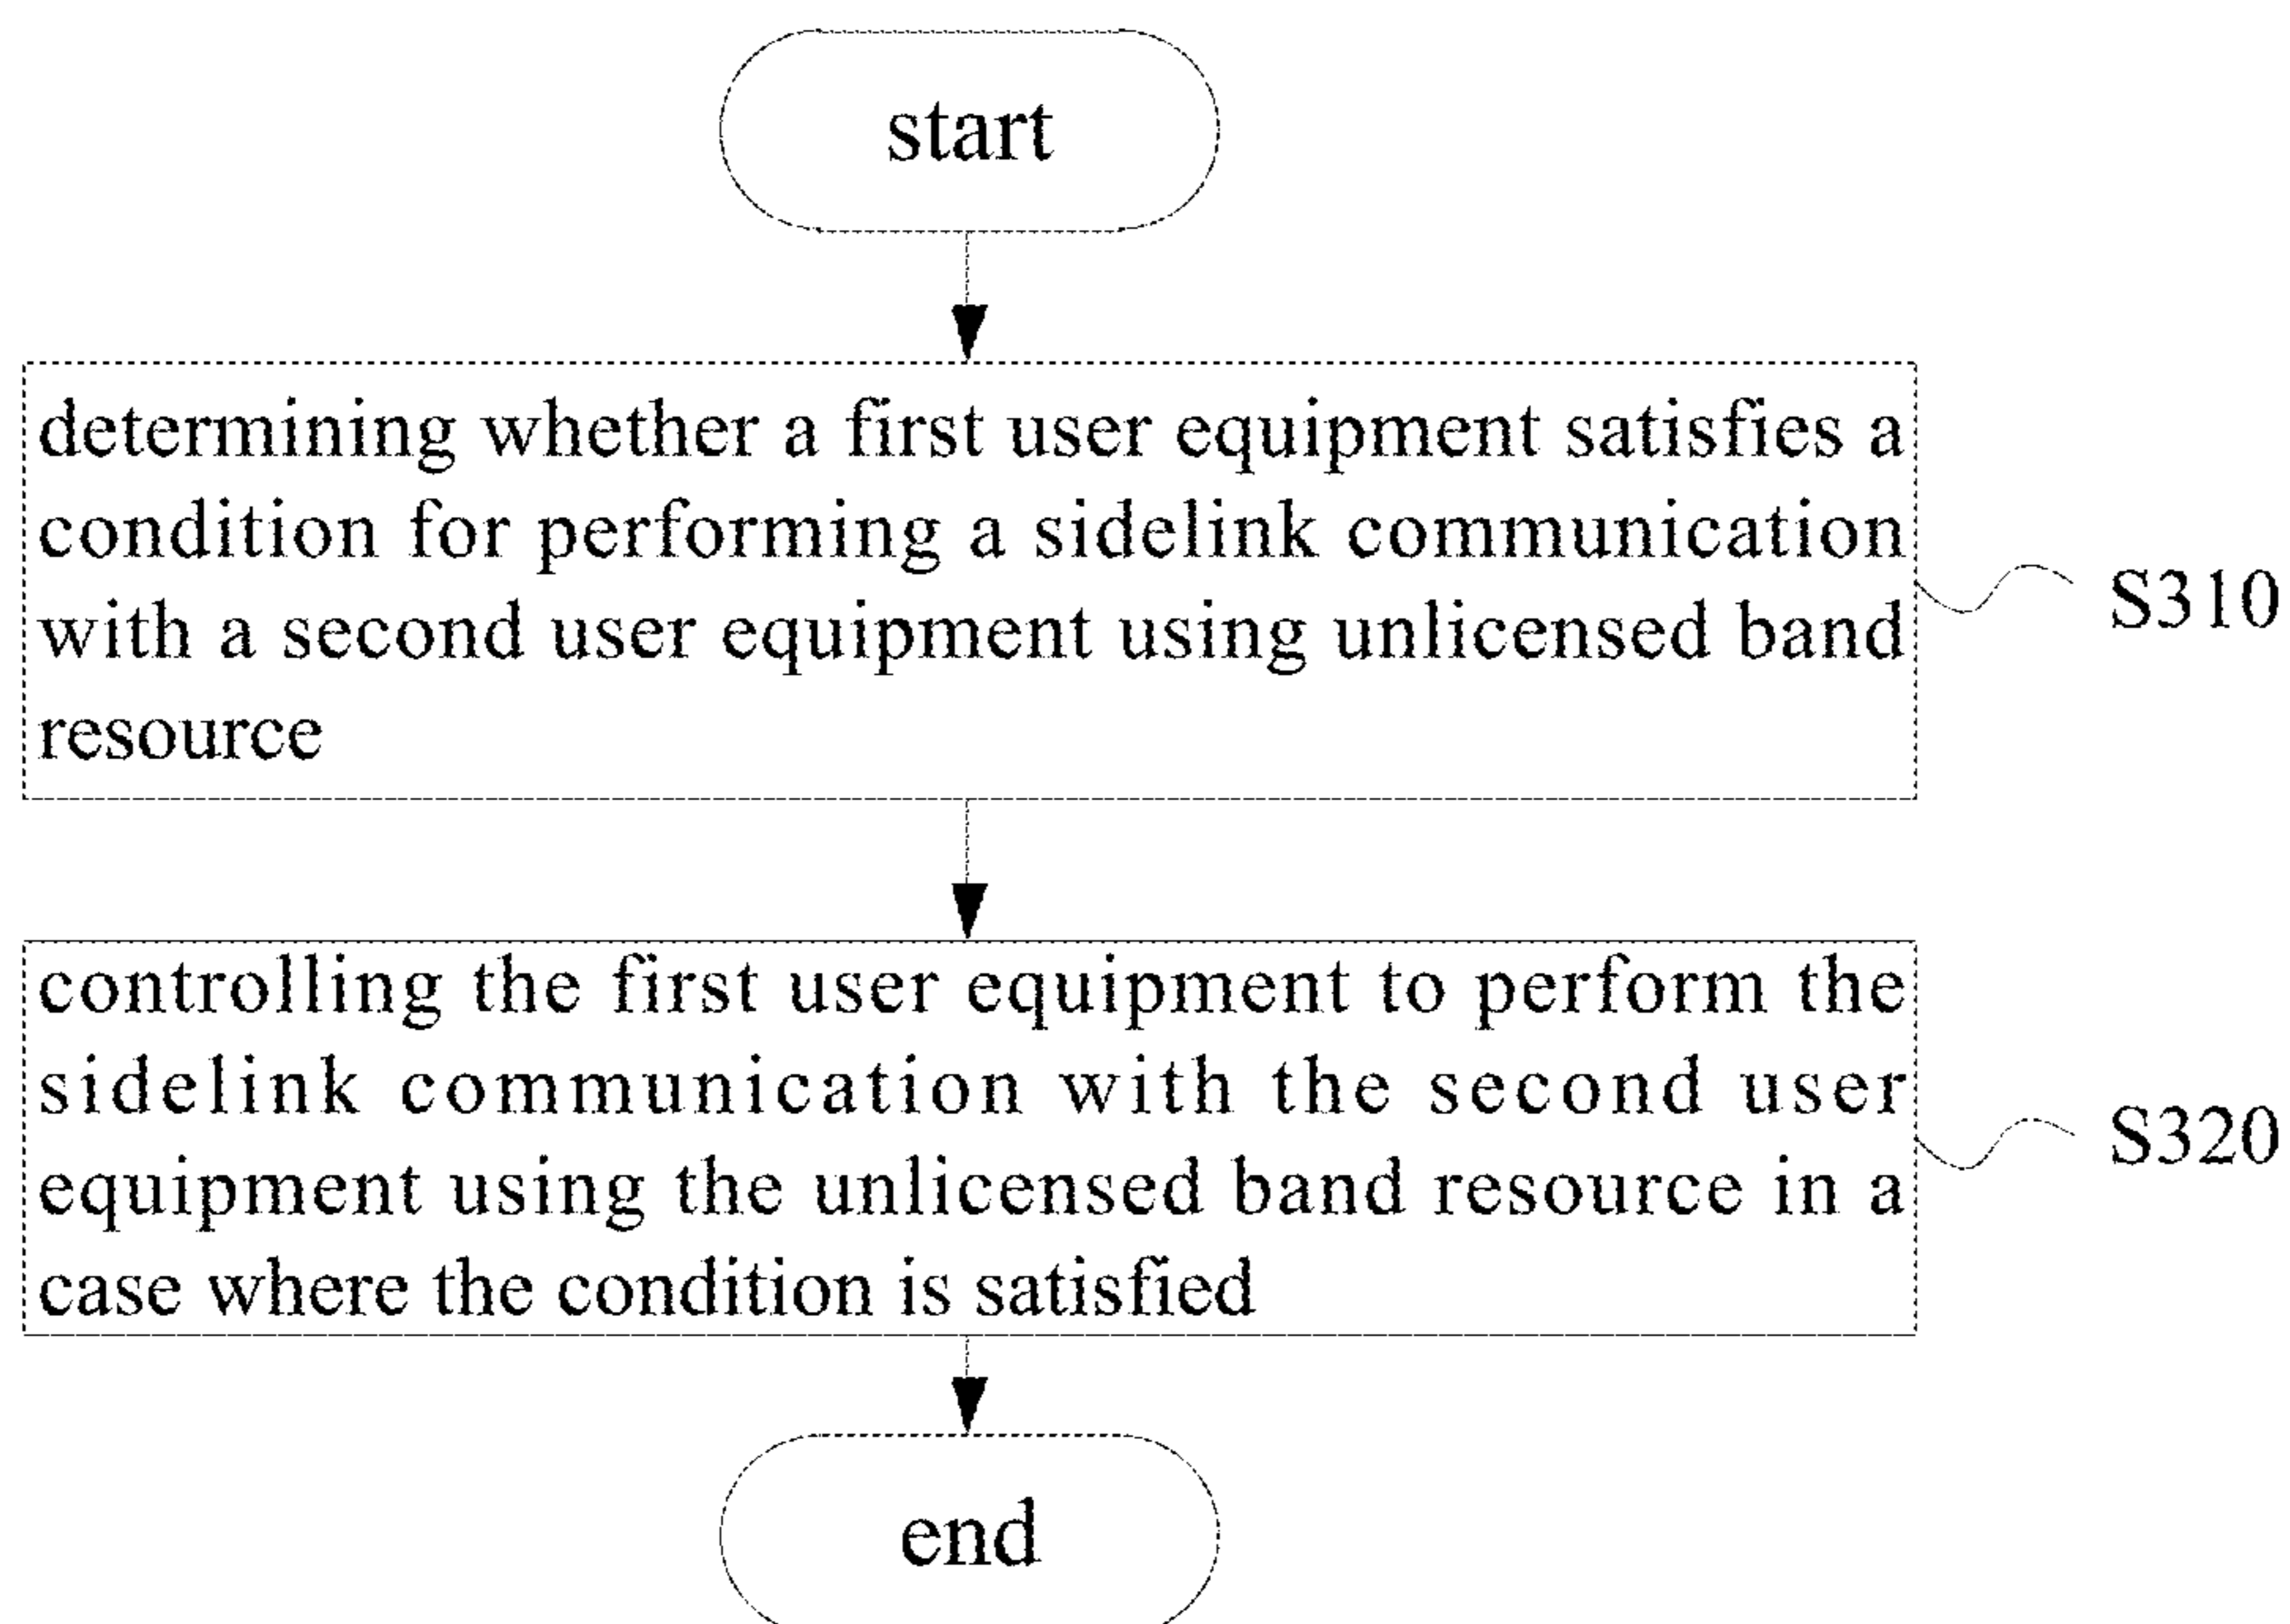 start
determining whether a first user equipment satisfies a
condition for performing a sidelink communication
with a second user equipment using unlicensed band
resource
S310
controlling the first user equipment to perform the
sidelink communication with the second user
equipment using the unlicensed band resource in a
case where the condition is satisfied
S320
end